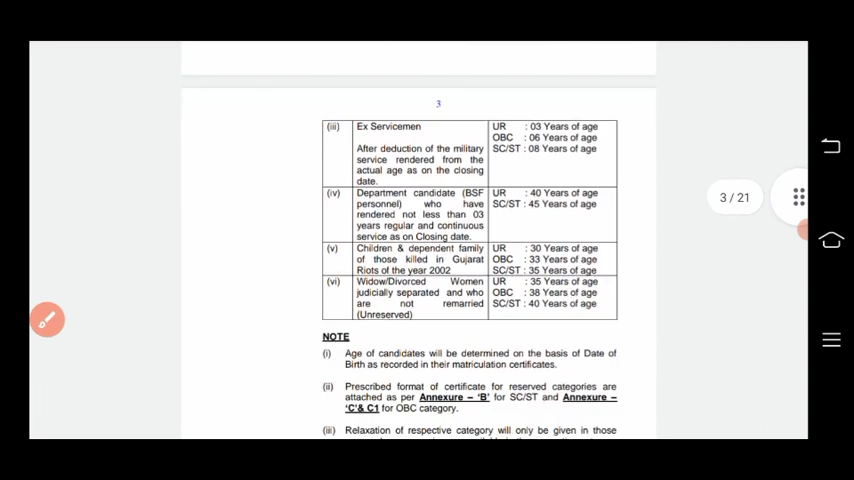 3
(iii) Ex Servicemen
UR : 03 Years of age
OBC : 06 Years of age
After deduction of the military
SC/ST : 08 Years of age
service rendered from the
actual age as on the closing
date.
(iv) Department candidate (BSF
UR : 40 Years of age
personnel) who have
SC/ST : 45 Years of age
rendered not less than 03
years regular and continuous
service as on Closing date.
(v) Children & dependent family
UR : 30 Years of age
of those killed in Gujarat
OBC : 33 Years of age
Riots of the year 2002
SC/ST : 35 Years of age
(vi) Widow/Divorced Women
UR : 35 Years of age
judicially separated and who
OBC : 38 Years of age
are not remarried
SC/ST : 40 Years of age
(Unreserved)
NOTE
(i) Age of candidates will be determined on the basis of Date of
Birth as recorded in their matriculation certificates.
(ii) Prescribed format of certificate for reserved categories are
attached as per Annexure – 'B' for SC/ST and Annexure –
'C'& C1 for OBC category.
(iii) Relaxation of respective category will only be given in those
3 / 21